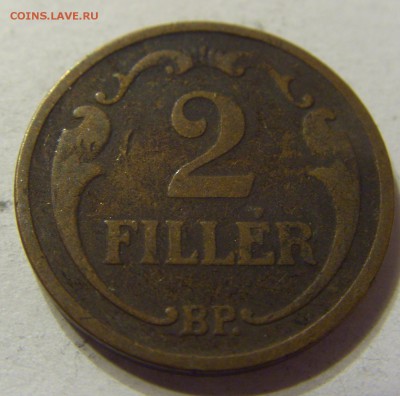 COINS.LAVE.RU
2
FILLÉR
BP.